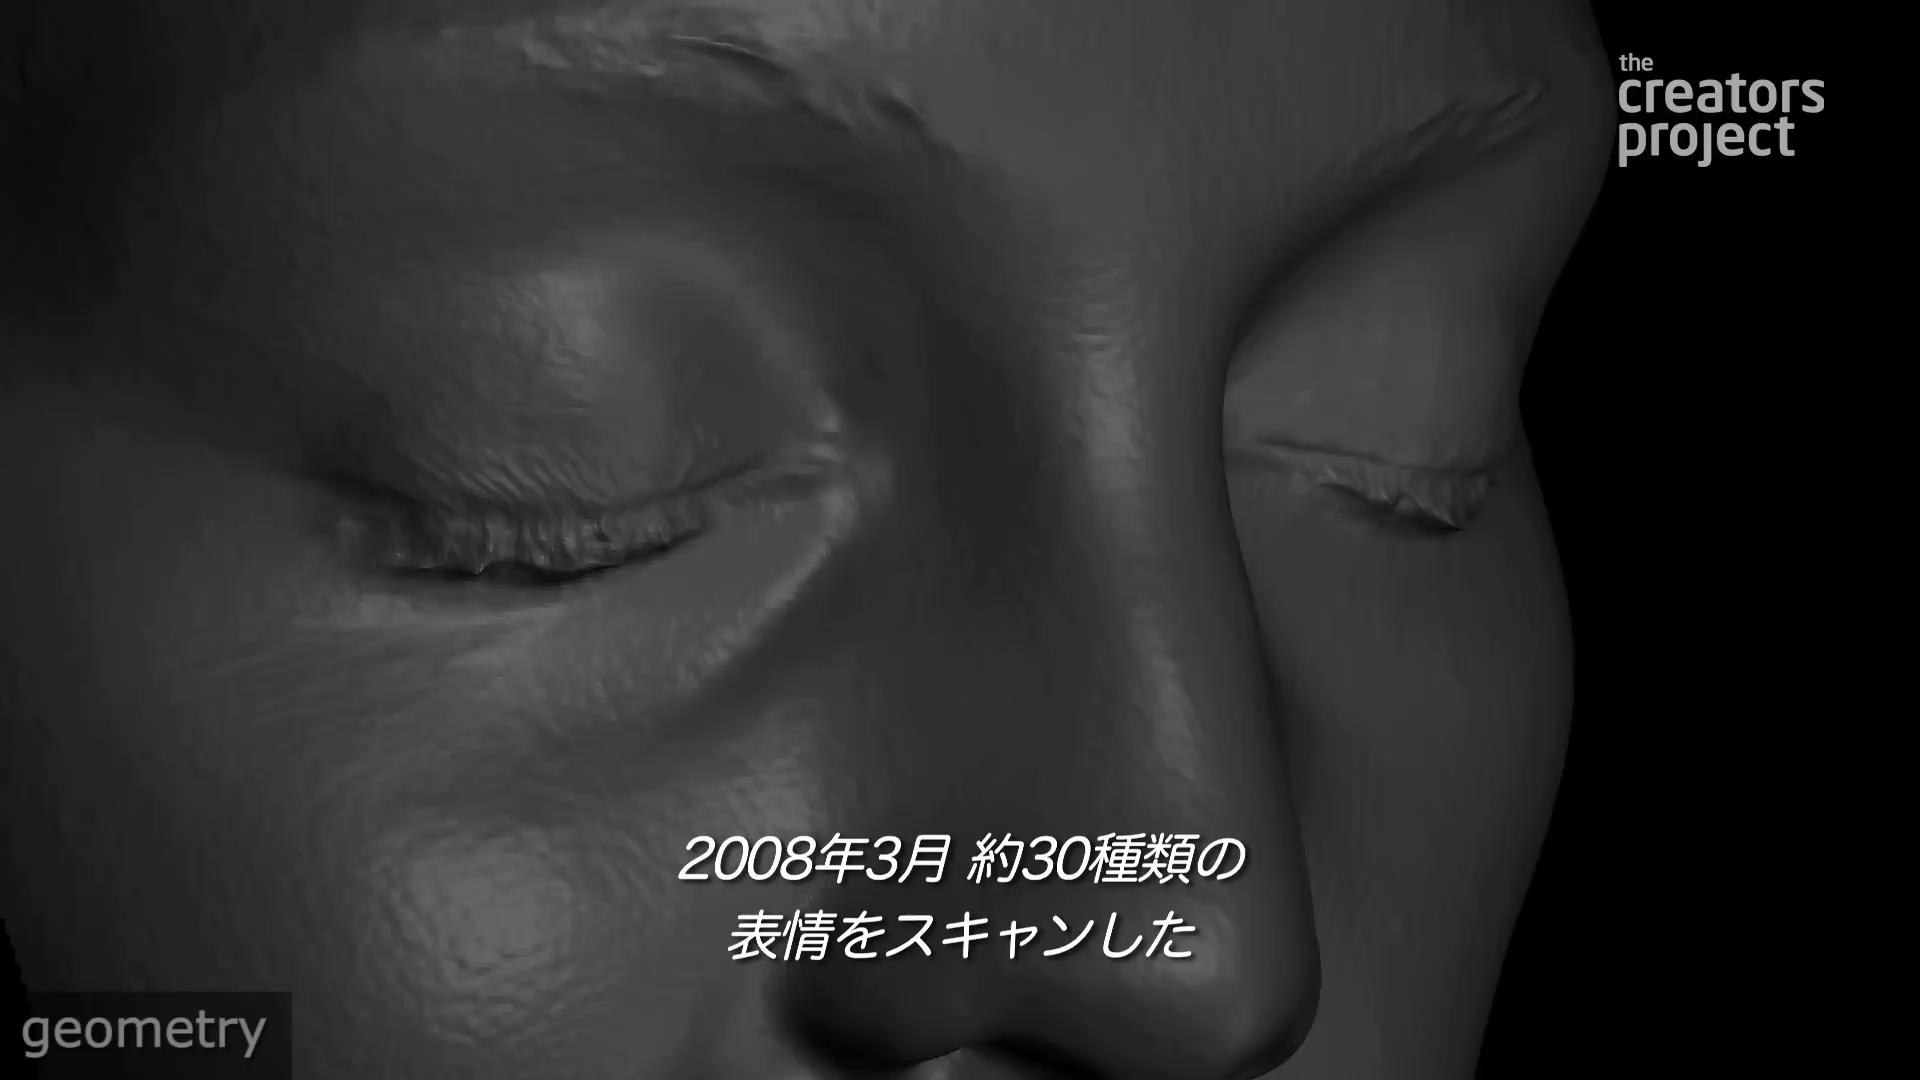 the
creators
project
2008年3月 約30種類の
表情をスキャンした
geometry